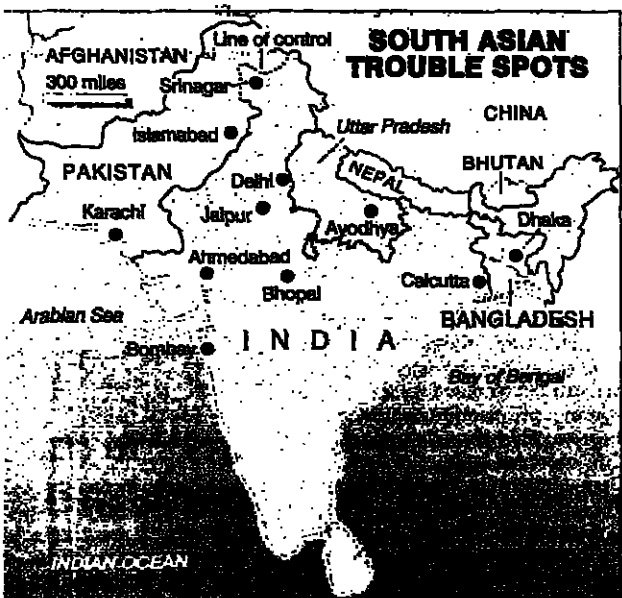 SOUTH ASIAN
TROUBLE SPOTS
AFGHANISTAN
Line of control
300 miles
Srinagar
CHINA
Islamabad
Uttar Pradesh
PAKISTAN
NEPAL
BHUTAN
Delhi
Karachi
Jaipur
Ayodhya
Dhaka
Ahmedabad
Bhopal
Calcutta
Arabian Sea
BANGLADESH
INDIA
Bombay
Bay of Bengal
INDIAN OCEAN